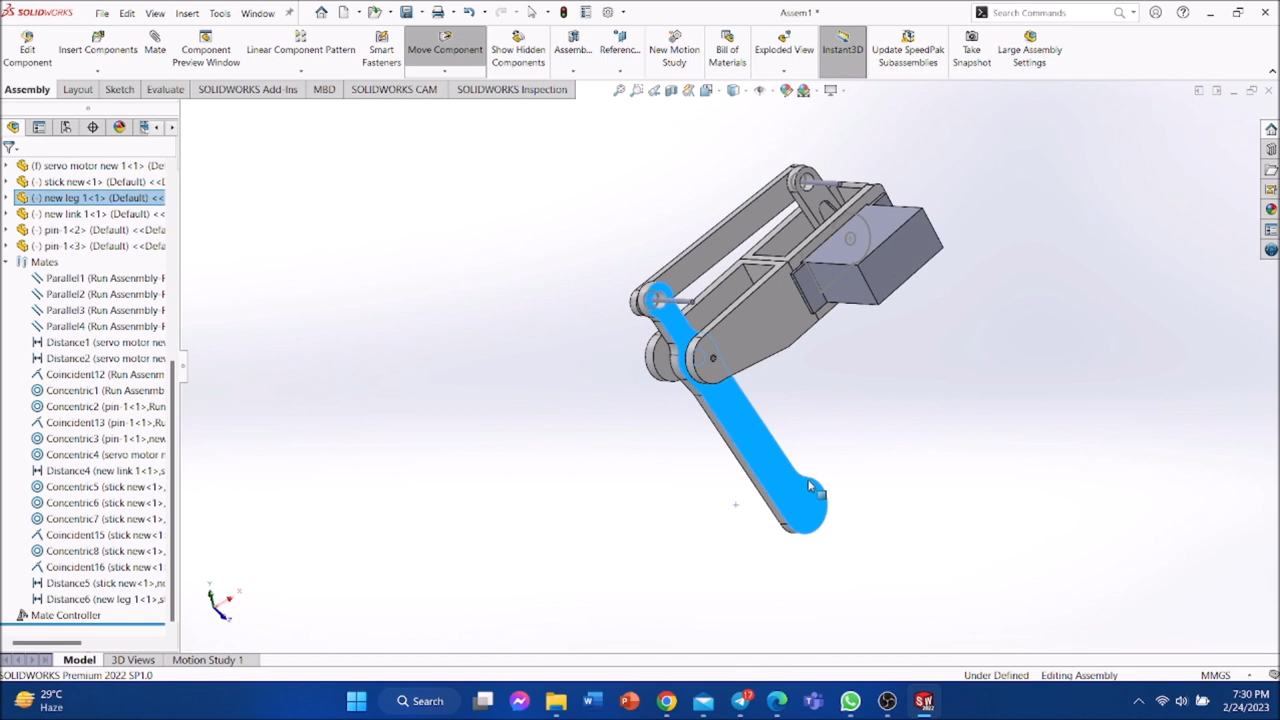 SOLIDWORKS
File
Edit
View
Insert
Tools
Window
Assem1 *
Search Commands
Edit
Component
Insert Components
Mate
Component
Preview Window
Linear Component Pattern
Smart
Fasteners
Move Component
Show Hidden
Components
Assemb...
Referenc...
New Motion
Study
Bill of
Materials
Exploded View
Instant3D
Update SpeedPak
Subassemblies
Take
Snapshot
Large Assembly
Settings
Assembly
Layout
Sketch
Evaluate
SOLIDWORKS Add-Ins
MBD
SOLIDWORKS CAM
SOLIDWORKS Inspection
(f) servo motor new 1<1> (De
(-) stick new<1> (Default) <<D
(-) new leg 1<1> (Default) <<
(-) new link 1<1> (Default) <<
(-) pin-1<2> (Default) <<Defa
(-) pin-1<3> (Default) <<Defa
Mates
Parallel1 (Run Assenmbly-F
Parallel2 (Run Assenmbly-F
Parallel3 (Run Assenmbly-F
Parallel4 (Run Assenmbly-F
Distance1 (servo motor new
Distance2 (servo motor new
Coincident12 (Run Assenm
Concentric1 (Run Assenmb
Concentric2 (pin-1<1>,Run
Coincident13 (pin-1<1>,Ru
Concentric3 (pin-1<1>,new
Concentric4 (servo motor n
Distance4 (new link 1<1>,s
Concentric5 (stick new<1>,
Concentric6 (stick new<1>,
Concentric7 (stick new<1>,
Coincident15 (stick new<1>
Concentric8 (stick new<1>,
Coincident16 (stick new<1>
Distance5 (stick new<1>,ne
Distance6 (new leg 1<1>,st
Mate Controller
Y
X
Z
Model
3D Views
Motion Study 1
SOLIDWORKS Premium 2022 SP1.0
Under Defined
Editing Assembly
MMGS
29°C
Haze
Search
7:30 PM
2/24/2023